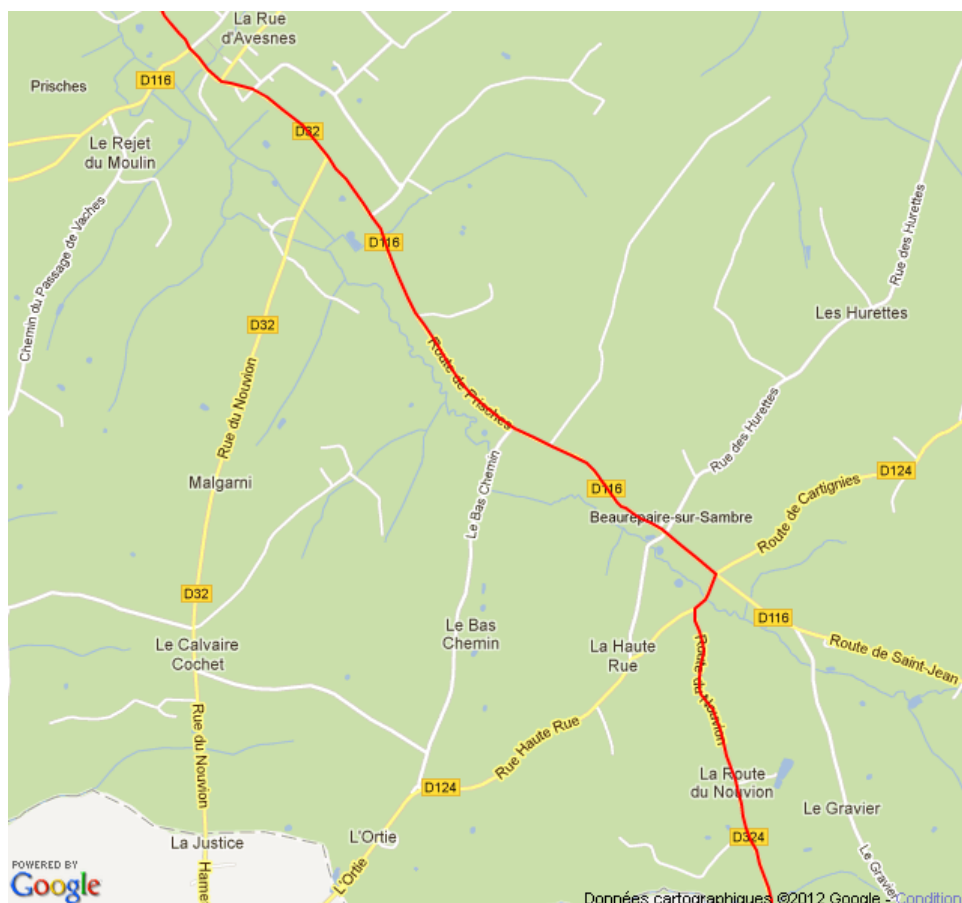 La Rue
d'Avesnes
Prisches
D116
D32
Le Rejet
du Moulin
Chemin du Passage de Vaches
D116
Rue des Hurettes
Les Hurettes
D32
Route de Prisches
Rue du Nouvion
Rue des Hurettes
D124
Route de Cartignies
Malgarni
Le Bas Chemin
D116
Beaurepaire-sur-Sambre
D32
D116
Le Calvaire
Cochet
Le Bas
Chemin
La Haute
Rue
Route de Saint-Jean
Route du Nouvion
Rue du Nouvion
Rue Haute Rue
La Route
du Nouvion
D124
Le Gravier
La Justice
L'Ortie
D324
Le Gravier
L'Ortie
Hame
POWERED BY
Google
Données cartographiques ©2012 Google - Condition